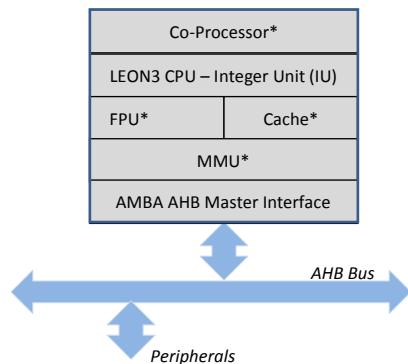 Co-Processor*
LEON3 CPU – Integer Unit (IU)
FPU*
Cache*
MMU*
AMBA AHB Master Interface
AHB Bus
Peripherals